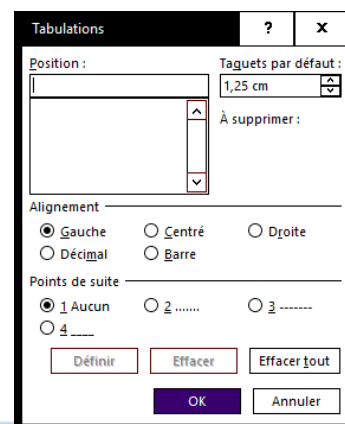 Tabulations ? x
Position : Taquets par défaut :
1,25 cm
À supprimer :
Alignement
Gauche Centré Droite
Décimal Barre
Points de suite
1 Aucun 2 ....... 3 -------
4 ____
Définir Effacer Effacer tout
OK Annuler